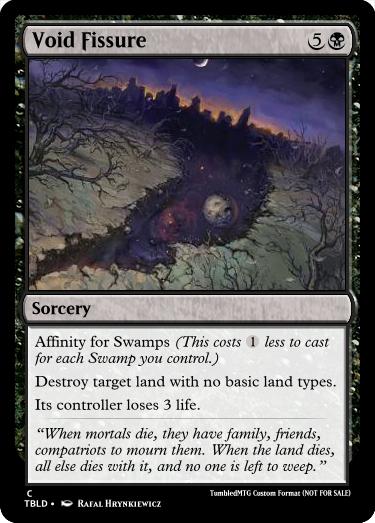 Void Fissure 5
Sorcery
Affinity for Swamps (This costs 1 less to cast
for each Swamp you control.)
Destroy target land with no basic land types.
Its controller loses 3 life.
"When mortals die, they have family, friends,
compatriots to mourn them. When the land dies,
all else dies with it, and no one is left to weep."
C
TBLD • Rafal Hrynkiewicz
TumbledMTG Custom Format (NOT FOR SALE)